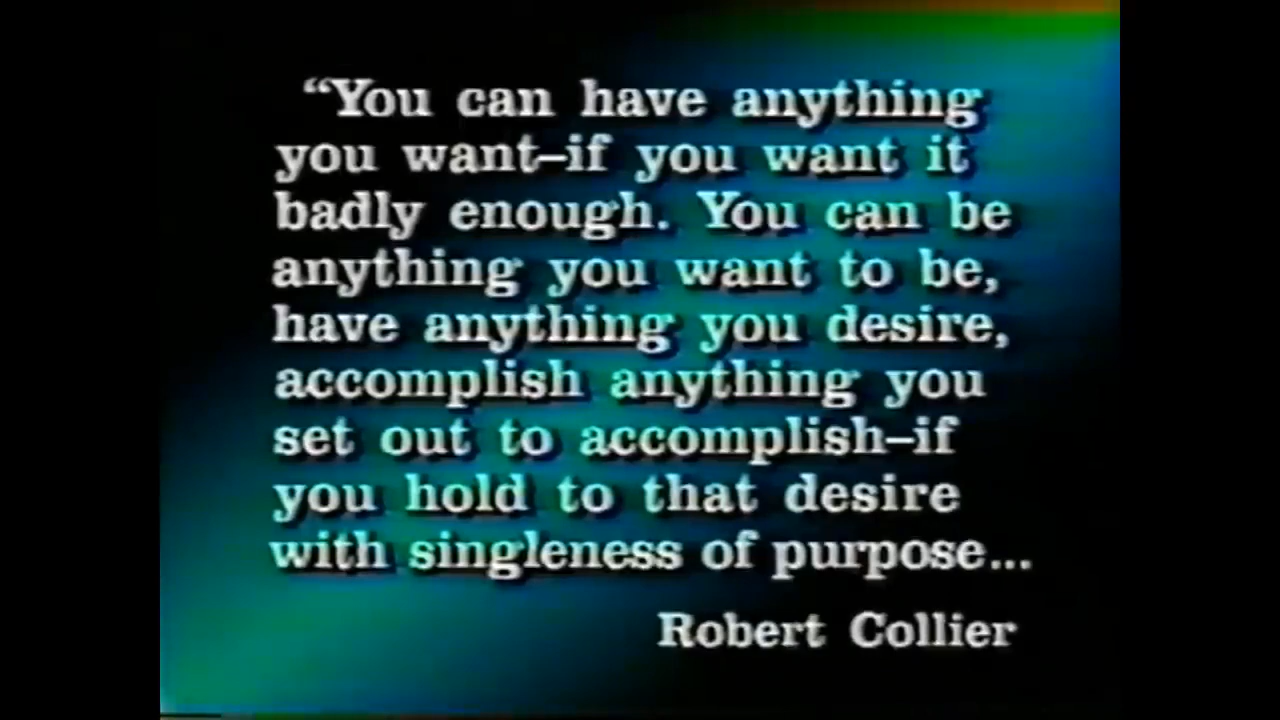 “You can have anything
you want–if you want it
badly enough. You can be
anything you want to be,
have anything you desire,
accomplish anything you
set out to accomplish–if
you hold to that desire
with singleness of purpose...
Robert Collier